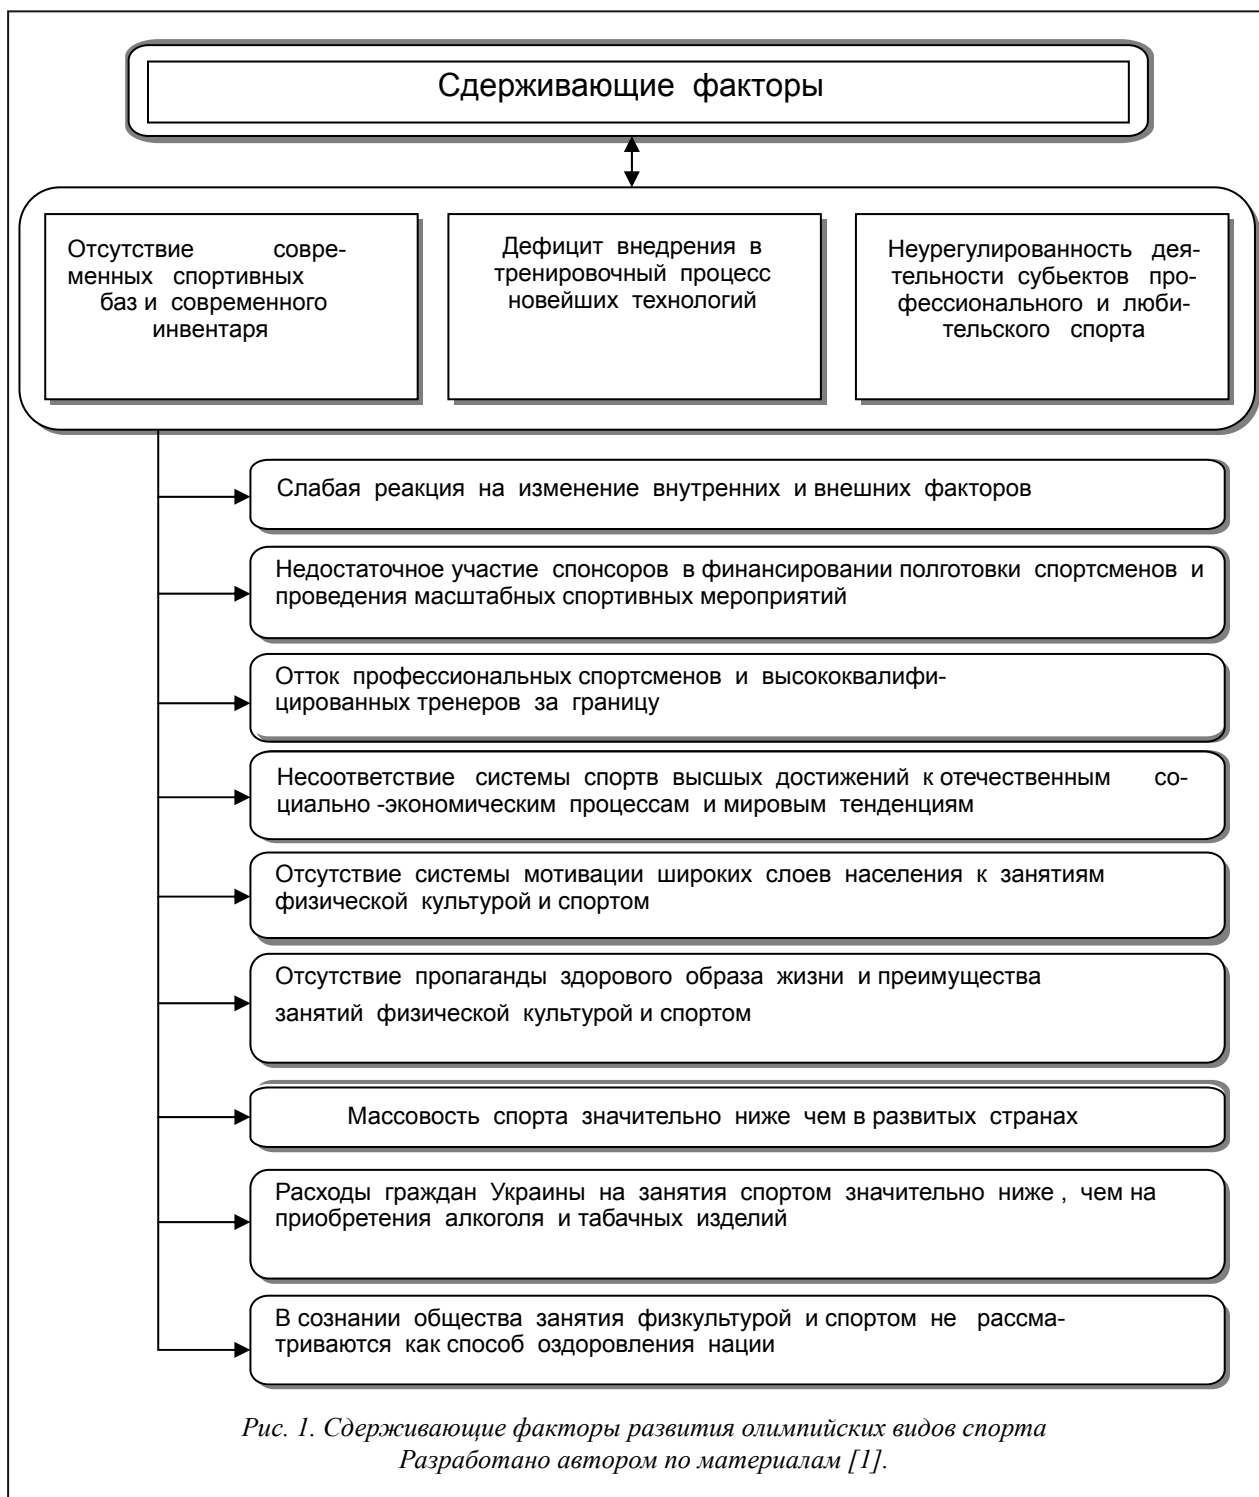 Сдерживающие факторы
Отсутствие совре-
менных спортивных
баз и современного
инвентаря
Дефицит внедрения в
тренировочный процесс
новейших технологий
Неурегулированность дея-
тельности субьектов про-
фессионального и люби-
тельского спорта
Слабая реакция на изменение внутренних и внешних факторов
Недостаточное участие спонсоров в финансировании полготовки спортсменов и
проведения масштабных спортивных мероприятий
Отток профессиональных спортсменов и высококвалифи-
цированных тренеров за границу
Несоответствие системы спортв высшых достижений к отечественным со-
циально -экономическим процессам и мировым тенденциям
Отсутствие системы мотивации широких слоев населения к занятиям
физической культурой и спортом
Отсутствие пропаганды здорового образа жизни и преимущества
занятий физической культурой и спортом
Массовость спорта значительно ниже чем в развитых странах
Расходы граждан Украины на занятия спортом значительно ниже , чем на
приобретения алкоголя и табачных изделий
В сознании общества занятия физкультурой и спортом не рассма-
триваются как способ оздоровления нации
Рис. 1. Сдерживающие факторы развития олимпийских видов спорта
Разработано автором по материалам [1].